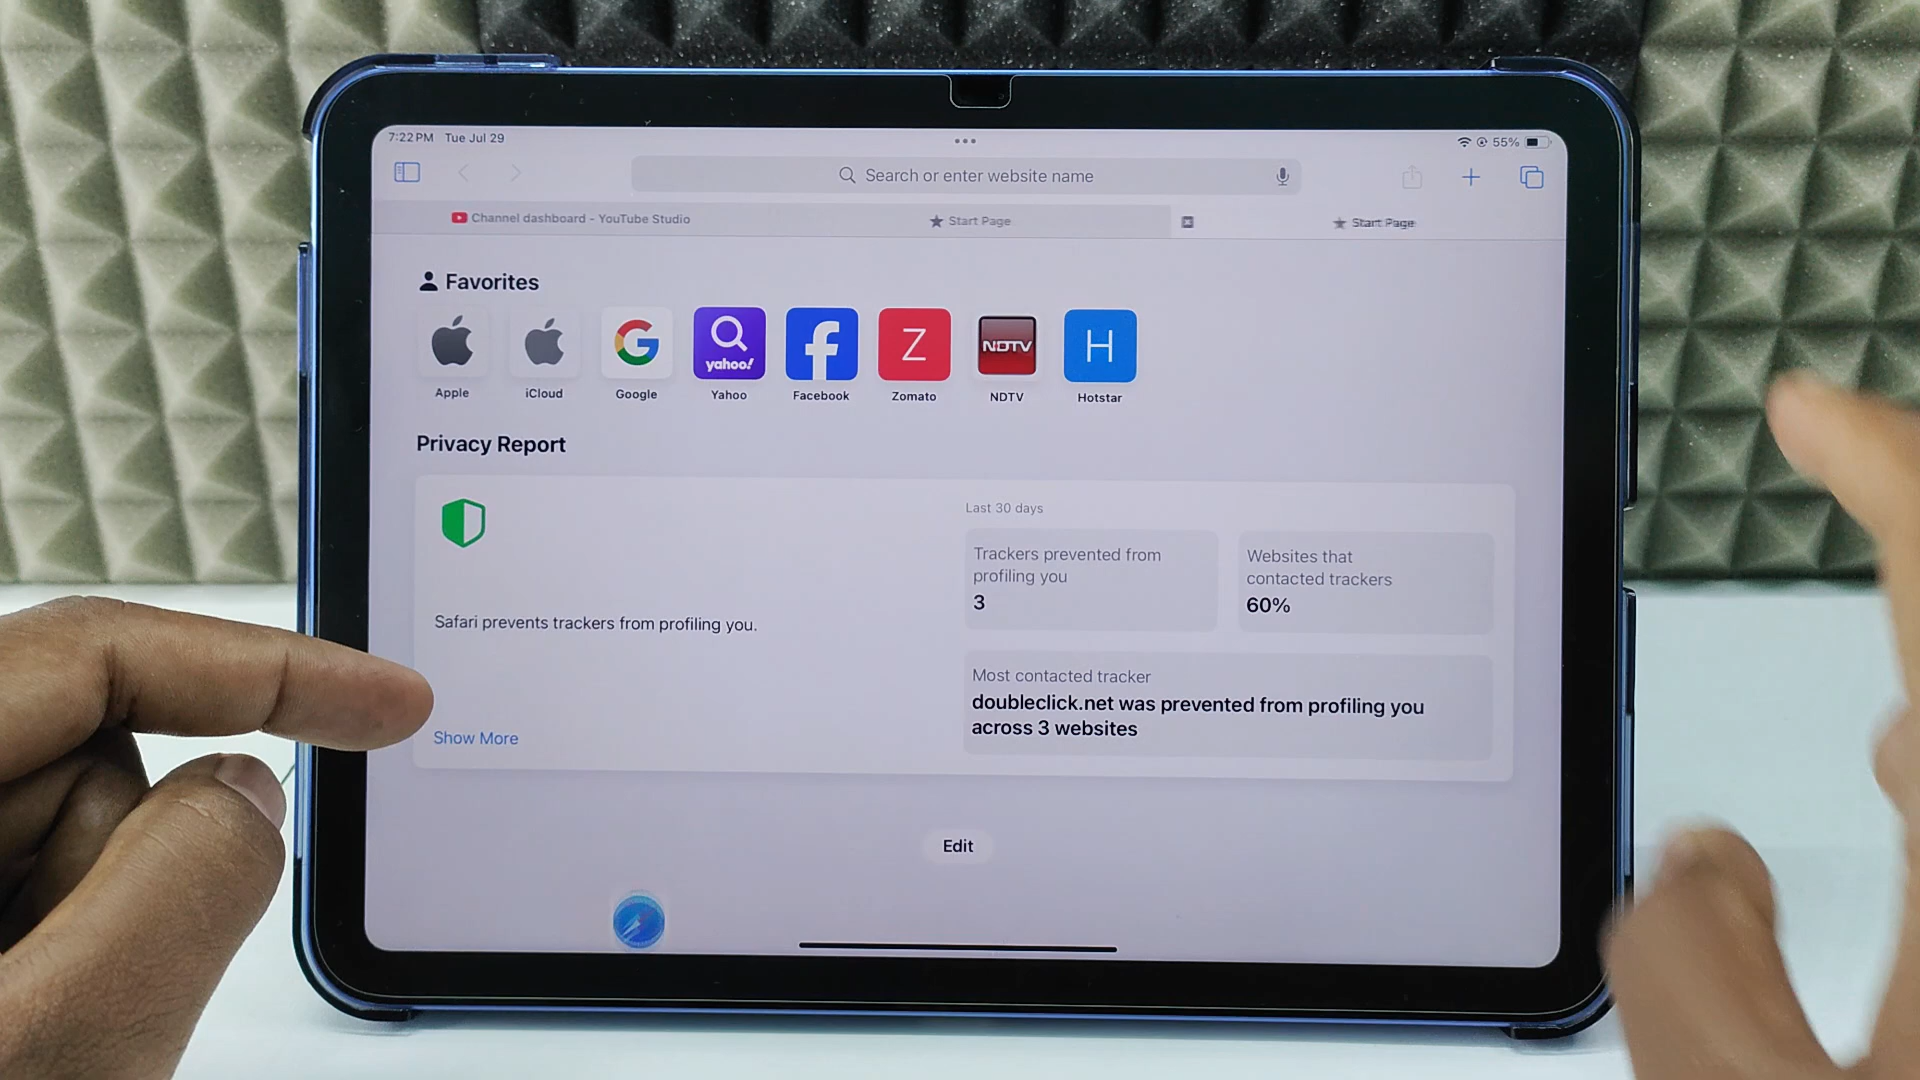 7:22 PM Tue Jul 29
55%
Search or enter website name
Channel dashboard - YouTube Studio
Start Page
Start Page
Favorites
yahoo!
Z
NDTV
H
Apple
iCloud
Google
Yahoo
Facebook
Zomato
NDTV
Hotstar
Privacy Report
Last 30 days
Trackers prevented from
profiling you
3
Websites that
contacted trackers
60%
Safari prevents trackers from profiling you.
Most contacted tracker
doubleclick.net was prevented from profiling you
across 3 websites
Show More
Edit